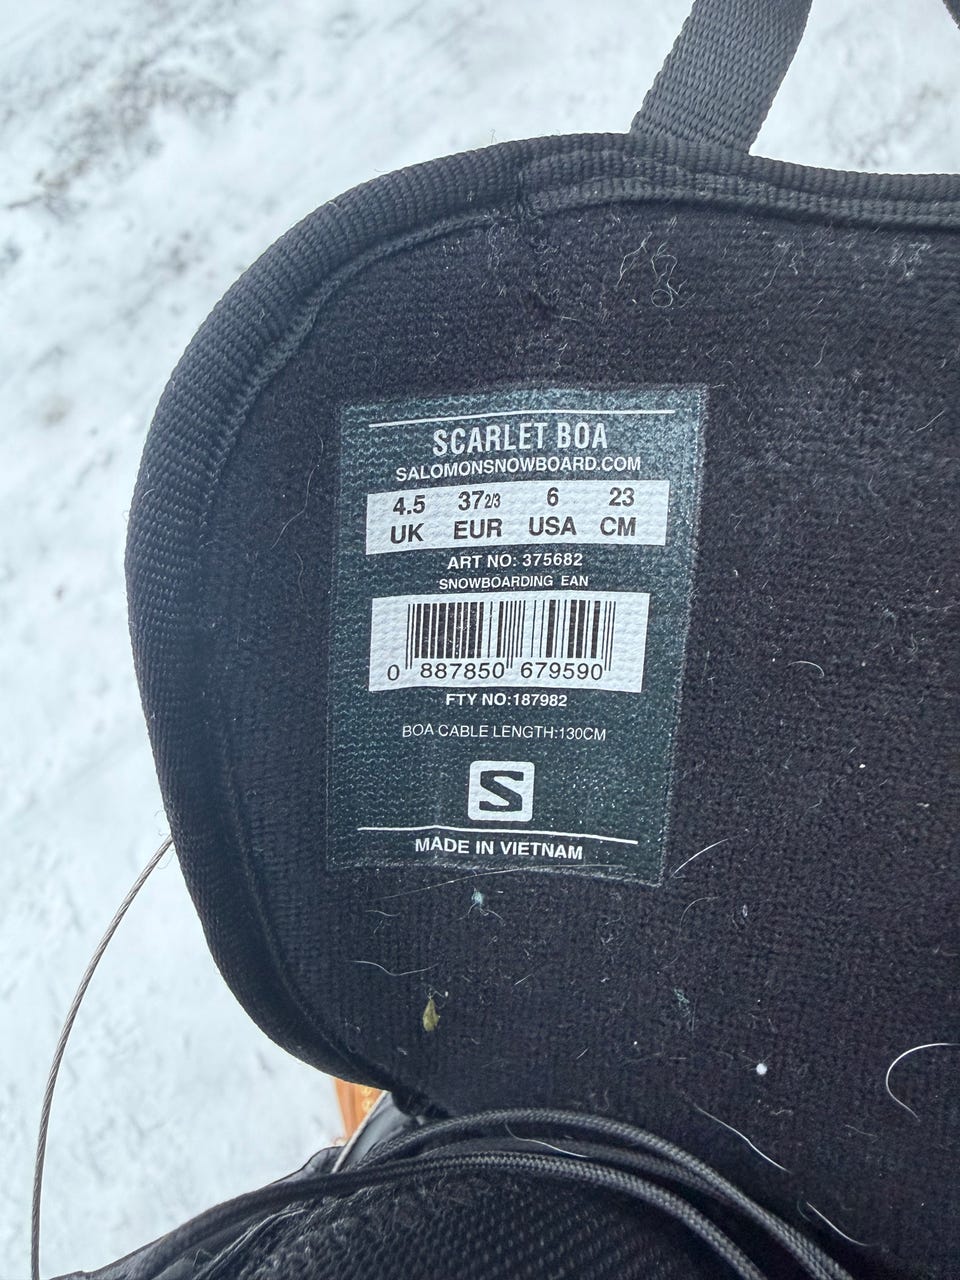 SCARLET BOA
SALOMONSNOWBOARD.COM
4.5 37 2/3 6 23
UK EUR USA CM
ART NO: 375682
SNOWBOARDING EAN
0 887850 679590
FTY NO:187982
BOA CABLE LENGTH:130CM
S
MADE IN VIETNAM